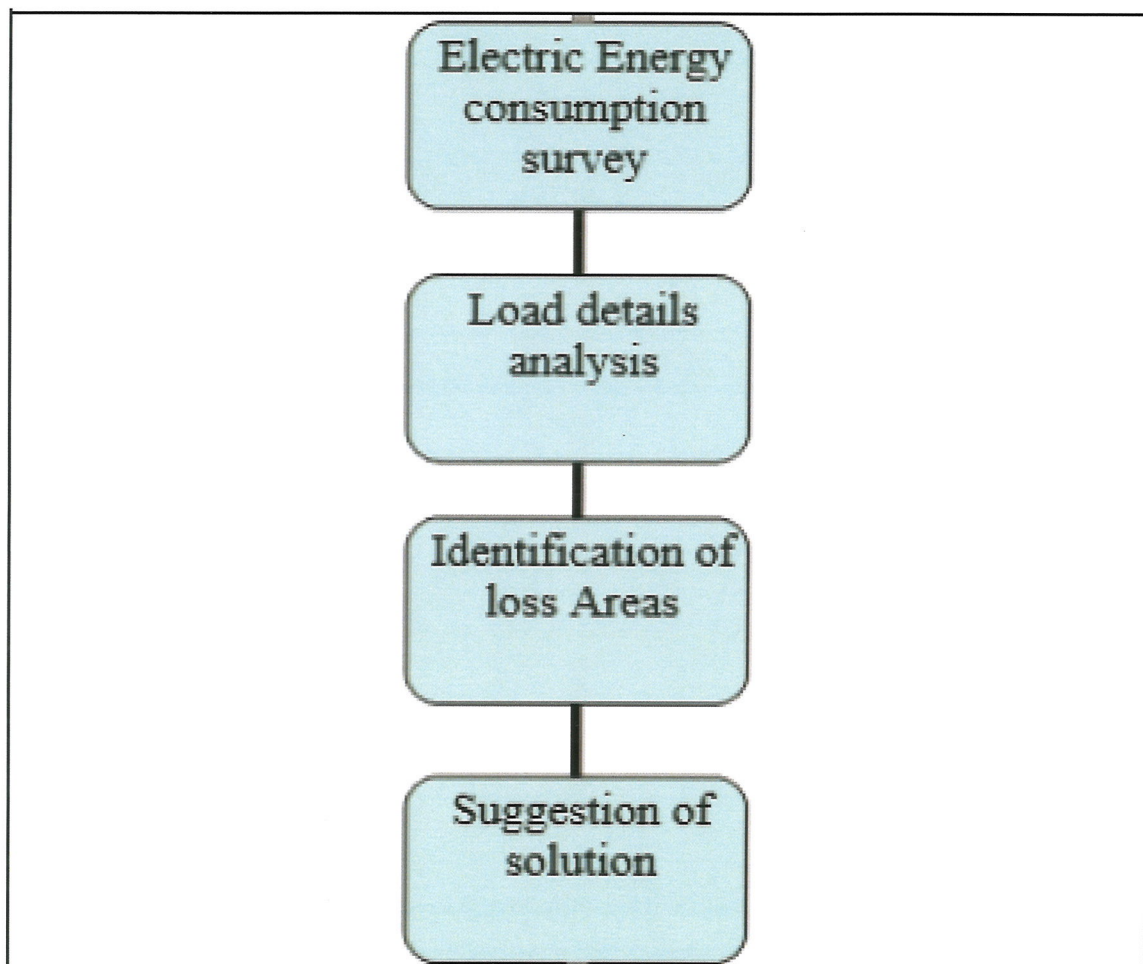 Electric Energy
consumption
survey
Load details
analysis
Identification of
loss Areas
Suggestion of
solution